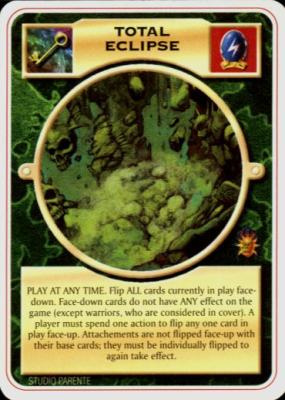 TOTAL
ECLIPSE
PLAY AT ANY TIME. Flip ALL cards currently in play face-
down. Face-down cards do not have ANY effect on the
game (except warriors, who are considered in cover). A
player must spend one action to flip any one card in
play face-up. Attachements are not flipped face-up with
their base cards; they must be individually flipped to
again take effect.
STUDIO PARENTE